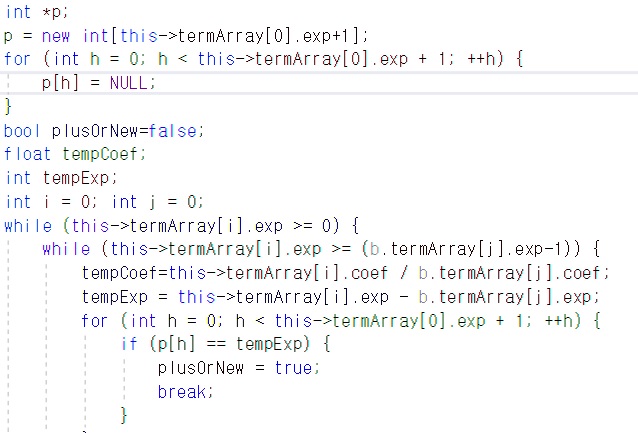 int *p;
p = new int[this->termArray[0].exp+1];
for (int h = 0; h < this->termArray[0].exp + 1; ++h) {
p[h] = NULL;
}
bool plusOrNew=false;
float tempCoef;
int tempExp;
int i = 0; int j = 0;
while (this->termArray[i].exp >= 0) {
while (this->termArray[i].exp >= (b.termArray[j].exp-1)) {
tempCoef=this->termArray[i].coef / b.termArray[j].coef;
tempExp = this->termArray[i].exp - b.termArray[j].exp;
for (int h = 0; h < this->termArray[0].exp + 1; ++h) {
if (p[h] == tempExp) {
plusOrNew = true;
break;
}